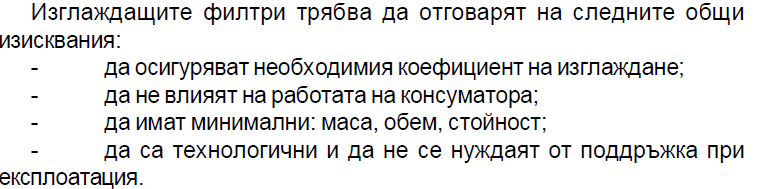 Изглаждащите филтри трябва да отговарят на следните общи
изисквания:
- да осигуряват необходимия коефициент на изглаждане;
- да не влияят на работата на консуматора;
- да имат минимални: маса, обем, стойност;
- да са технологични и да не се нуждаят от поддръжка при
експлоатация.